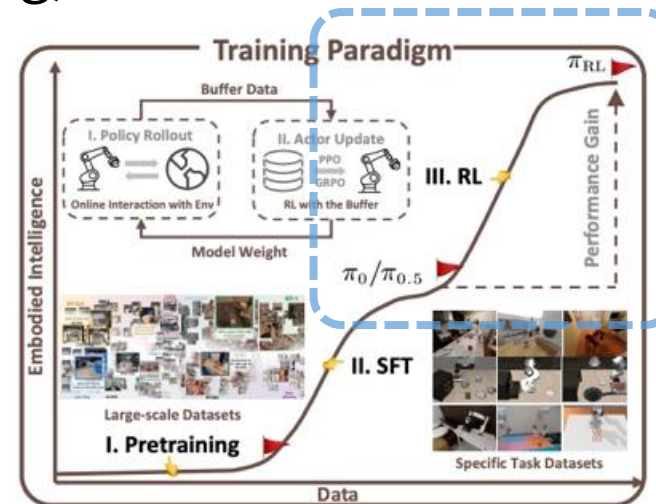 Training Paradigm
Buffer Data
I. Policy Rollout
Online Interaction with Env
II. Actor Update
PPO
GRPO
RL with the Buffer
Model Weight
π_RL
III. RL
Performance Gain
π₀/π₀.₅
II. SFT
Large-scale Datasets
I. Pretraining
Specific Task Datasets
Embodied Intelligence
Data